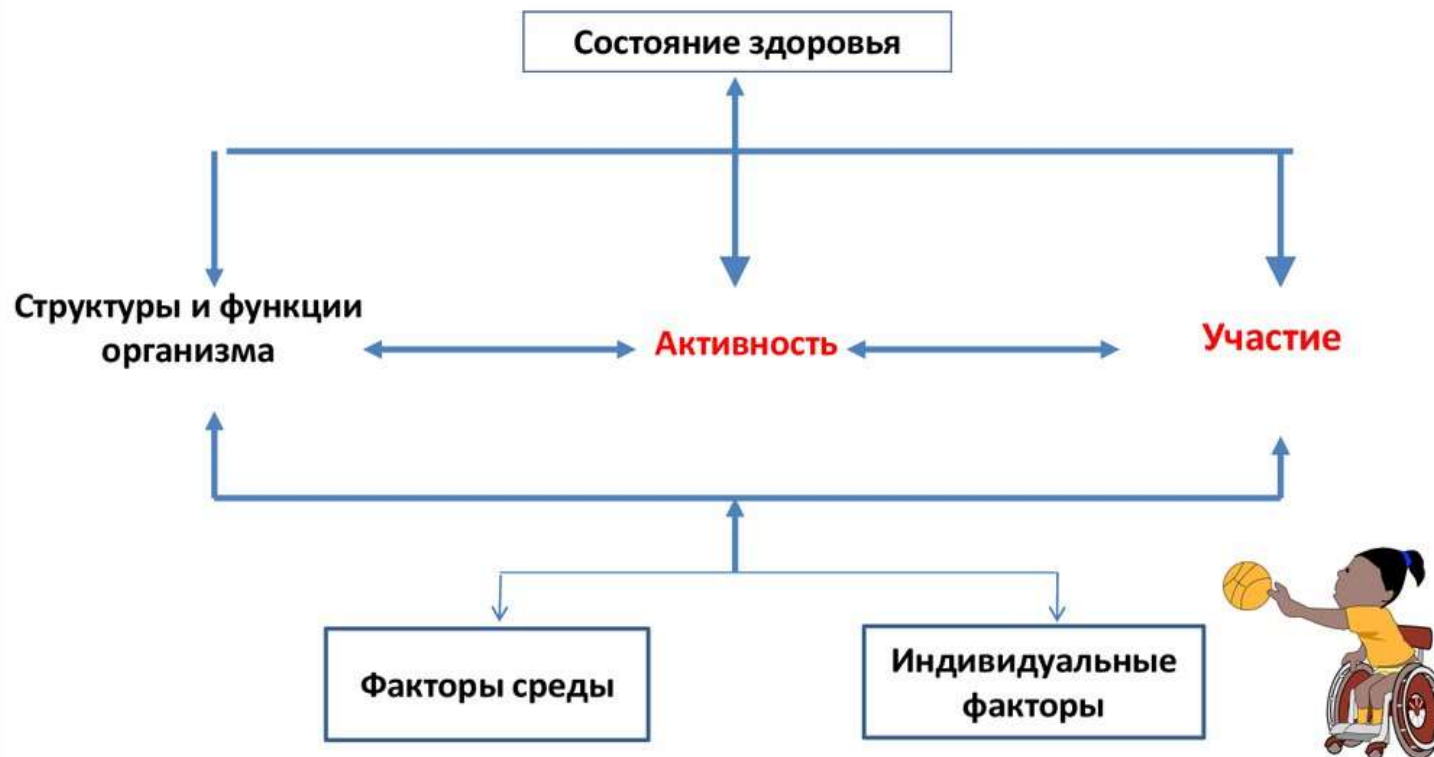 Состояние здоровья
Структуры и функции
организма
Активность
Участие
Факторы среды
Индивидуальные
факторы